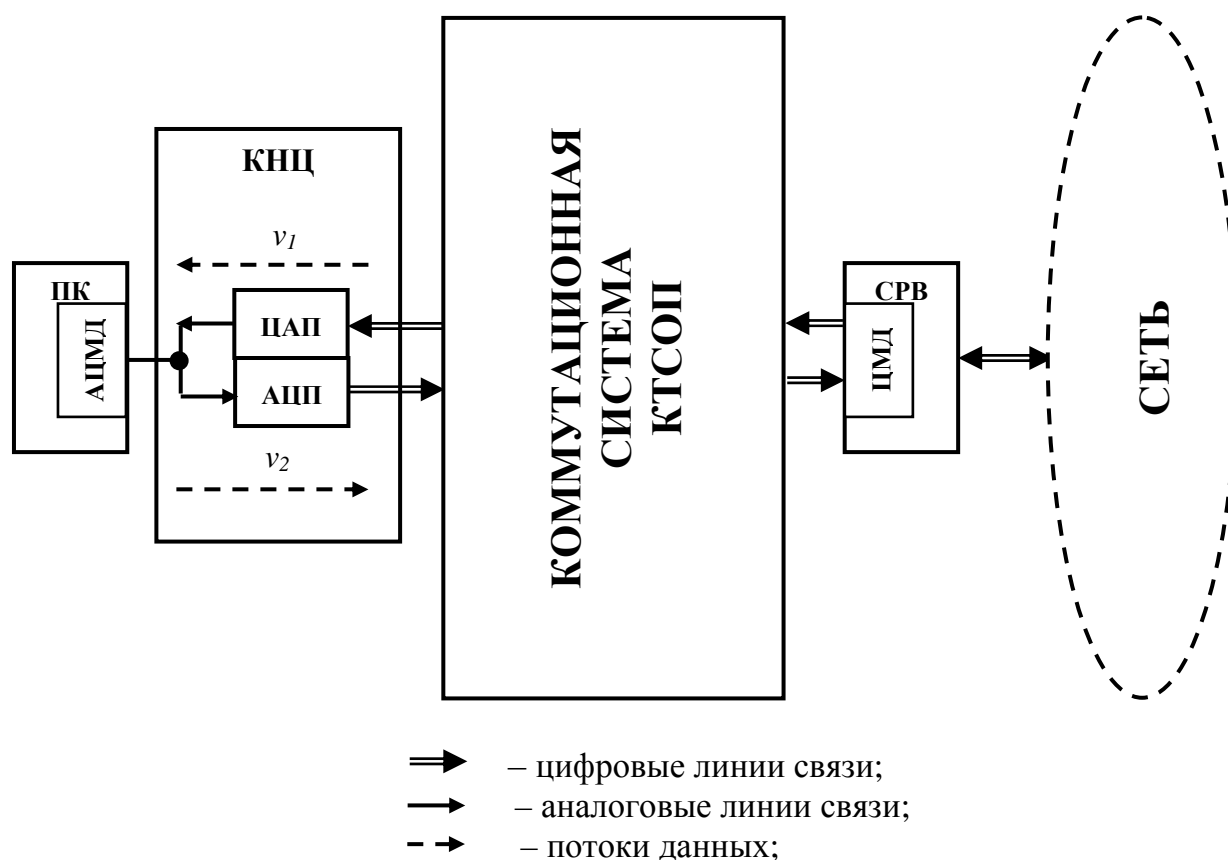 КНЦ
v1
ПК
АЦМД
ЦАП
АЦП
v2
КОММУТАЦИОННАЯ
СИСТЕМА
КТСОП
СРВ
ЦМД
СЕТЬ
– цифровые линии связи;
– аналоговые линии связи;
– потоки данных;